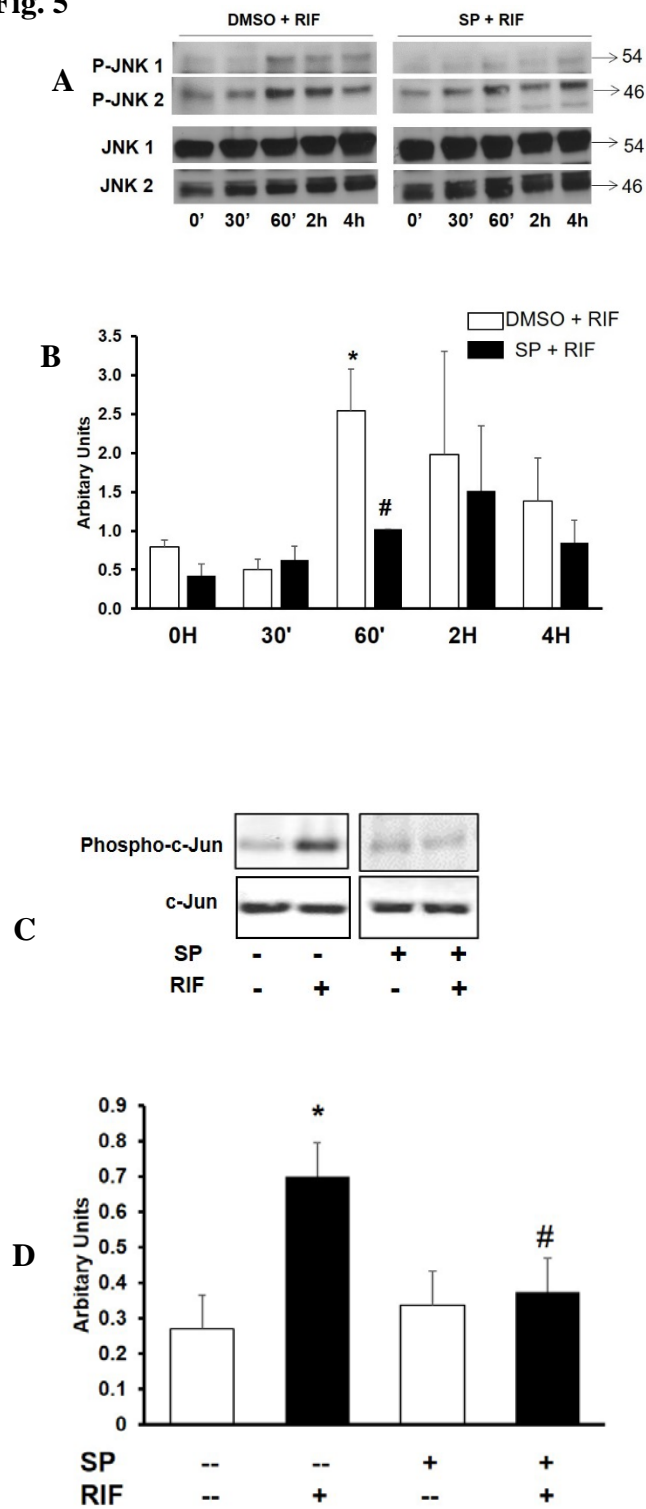 Fig. 5
DMSO + RIF SP + RIF
A
P-JNK 1 54
P-JNK 2 46
JNK 1 54
JNK 2 46
0' 30' 60' 2h 4h 0' 30' 60' 2h 4h
B
DMSO + RIF
SP + RIF
Arbitary Units
3.5
3.0
2.5
2.0
1.5
1.0
0.5
0.0
*
#
0H 30' 60' 2H 4H
C
Phospho-c-Jun
c-Jun
SP - - + +
RIF - + - +
D
Arbitary Units
0.9
0.8
0.7
0.6
0.5
0.4
0.3
0.2
0.1
0
*
#
SP -- -- + +
RIF -- + -- +